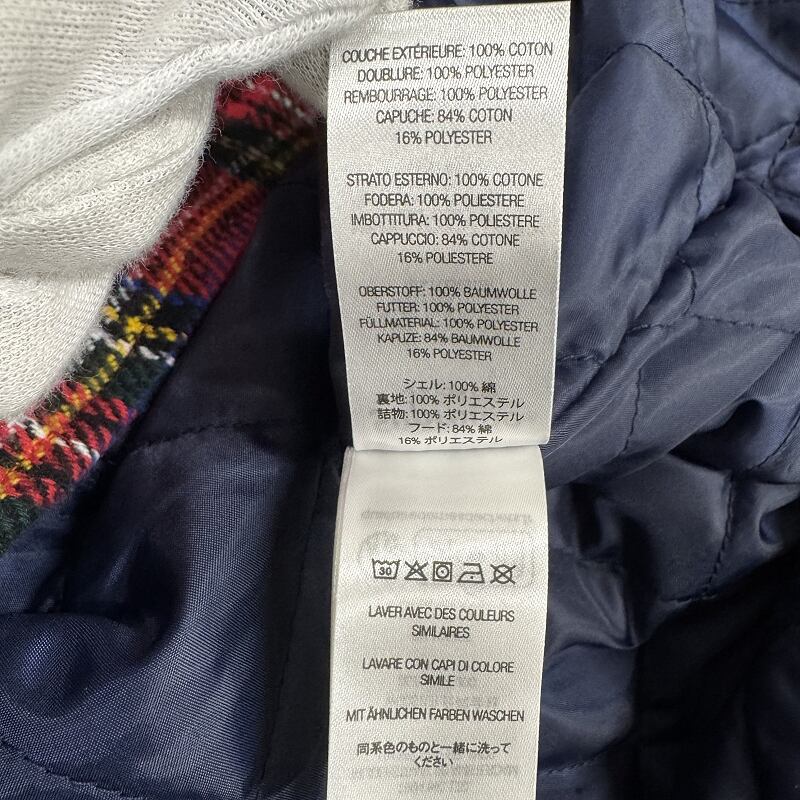 COUCHE EXTÉRIEURE: 100% COTON
DOUBLURE: 100% POLYESTER
REMBOURRAGE: 100% POLYESTER
CAPUCHE: 84% COTON
16% POLYESTER
STRATO ESTERNO: 100% COTONE
FODERA: 100% POLIESTERE
IMBOTTITURA: 100% POLIESTERE
CAPPUCCIO: 84% COTONE
16% POLIESTERE
OBERSTOFF: 100% BAUMWOLLE
FUTTER: 100% POLYESTER
FÜLLMATERIAL: 100% POLYESTER
KAPUZE: 84% BAUMWOLLE
16% POLYESTER
シェル: 100% 綿
裏地: 100% ポリエステル
詰物: 100% ポリエステル
フード: 84% 綿
16% ポリエステル
30
LAVER AVEC DES COULEURS
SIMILAIRES
LAVARE CON CAPI DI COLORE
SIMILE
MIT ÄHNLICHEN FARBEN WASCHEN
同系色のものと一緒に洗って
ください